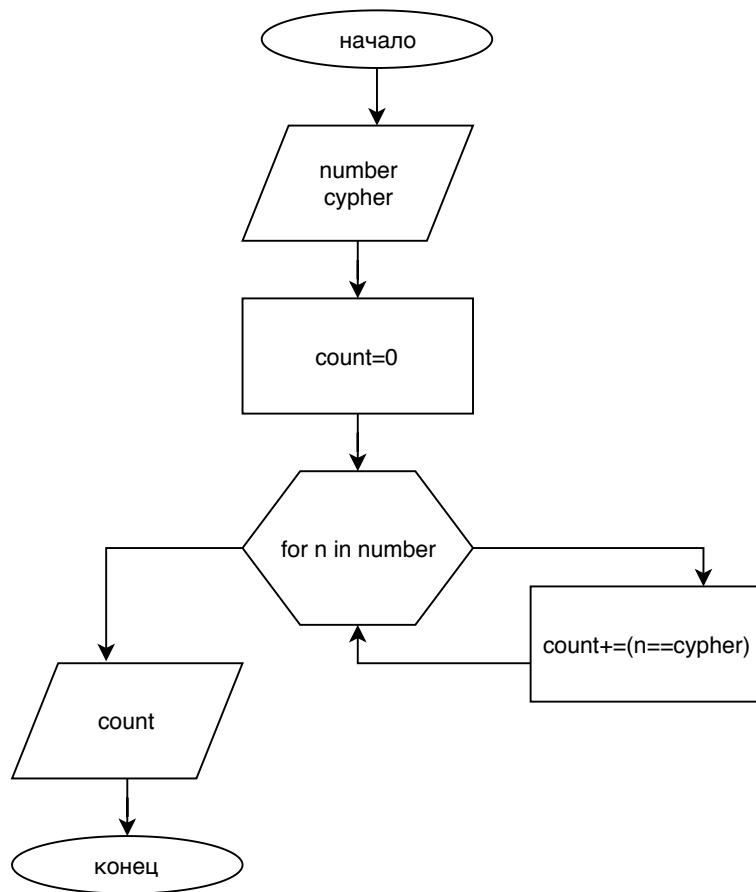 начало
number
cypher
count=0
for n in number
count+=(n==cypher)
count
конец